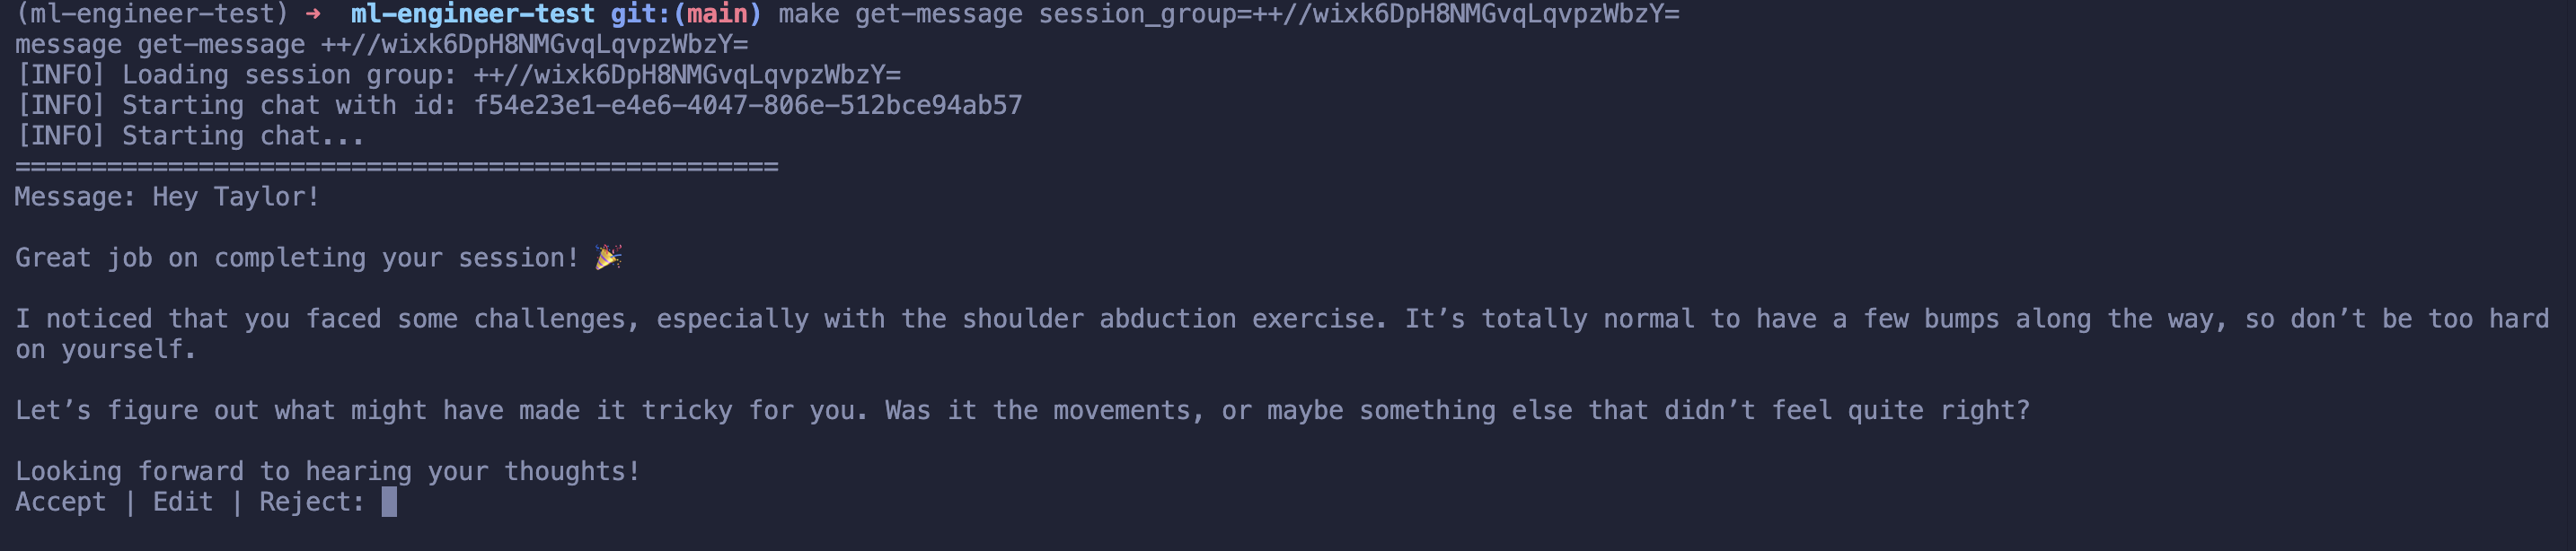 (ml-engineer-test) → ml-engineer-test git:(main) make get-message session_group=++//wixk6DpH8NMGvqLqvpzWbzY=
message get-message ++//wixk6DpH8NMGvqLqvpzWbzY=
[INFO] Loading session group: ++//wixk6DpH8NMGvqLqvpzWbzY=
[INFO] Starting chat with id: f54e23e1-e4e6-4047-806e-512bce94ab57
[INFO] Starting chat...
==================================================
Message: Hey Taylor!
Great job on completing your session! 🎉
I noticed that you faced some challenges, especially with the shoulder abduction exercise. It’s totally normal to have a few bumps along the way, so don’t be too hard
on yourself.
Let’s figure out what might have made it tricky for you. Was it the movements, or maybe something else that didn’t feel quite right?
Looking forward to hearing your thoughts!
Accept | Edit | Reject: